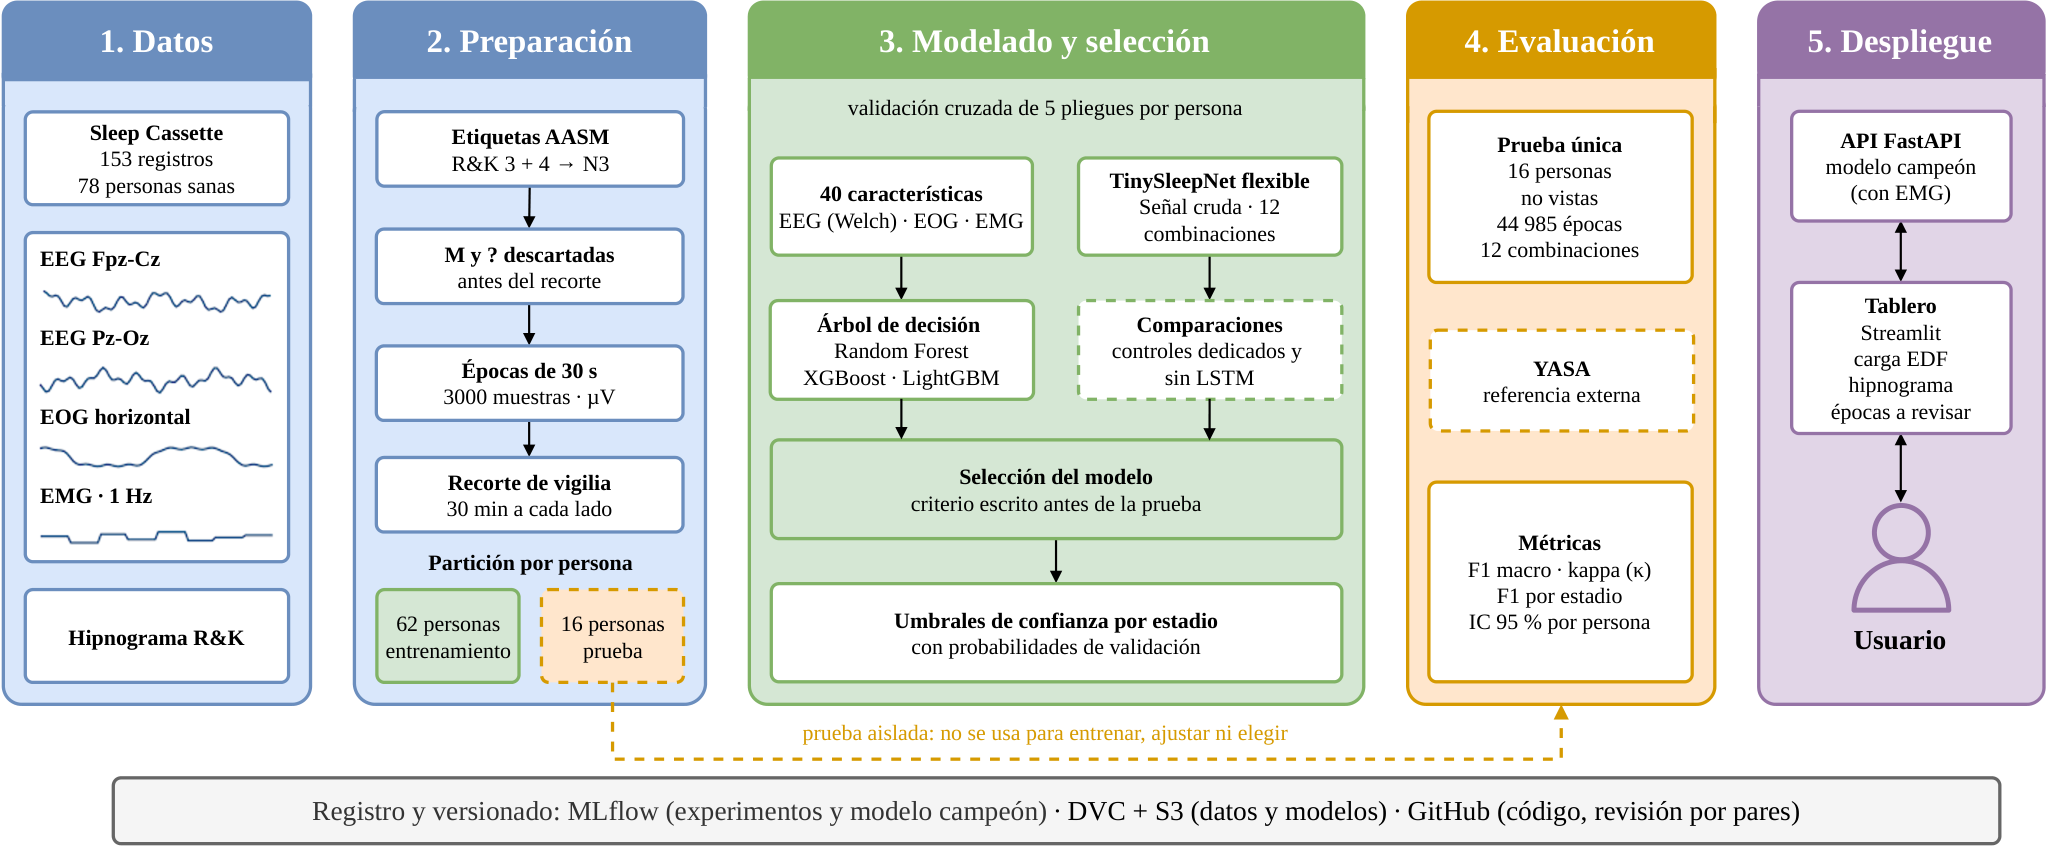 1. Datos
Sleep Cassette
153 registros
78 personas sanas
EEG Fpz-Cz
EEG Pz-Oz
EOG horizontal
EMG · 1 Hz
Hipnograma R&K
2. Preparación
Etiquetas AASM
R&K 3 + 4 → N3
M y ? descartadas
antes del recorte
Épocas de 30 s
3000 muestras · µV
Recorte de vigilia
30 min a cada lado
Partición por persona
62 personas
entrenamiento
16 personas
prueba
3. Modelado y selección
validación cruzada de 5 pliegues por persona
40 características
EEG (Welch) · EOG · EMG
TinySleepNet flexible
Señal cruda · 12
combinaciones
Árbol de decisión
Random Forest
XGBoost · LightGBM
Comparaciones
controles dedicados y
sin LSTM
Selección del modelo
criterio escrito antes de la prueba
Umbrales de confianza por estadio
con probabilidades de validación
4. Evaluación
Prueba única
16 personas
no vistas
44 985 épocas
12 combinaciones
YASA
referencia externa
Métricas
F1 macro · kappa (κ)
F1 por estadio
IC 95 % por persona
5. Despliegue
API FastAPI
modelo campeón
(con EMG)
Tablero
Streamlit
carga EDF
hipnograma
épocas a revisar
Usuario
prueba aislada: no se usa para entrenar, ajustar ni elegir
Registro y versionado: MLflow (experimentos y modelo campeón) · DVC + S3 (datos y modelos) · GitHub (código, revisión por pares)